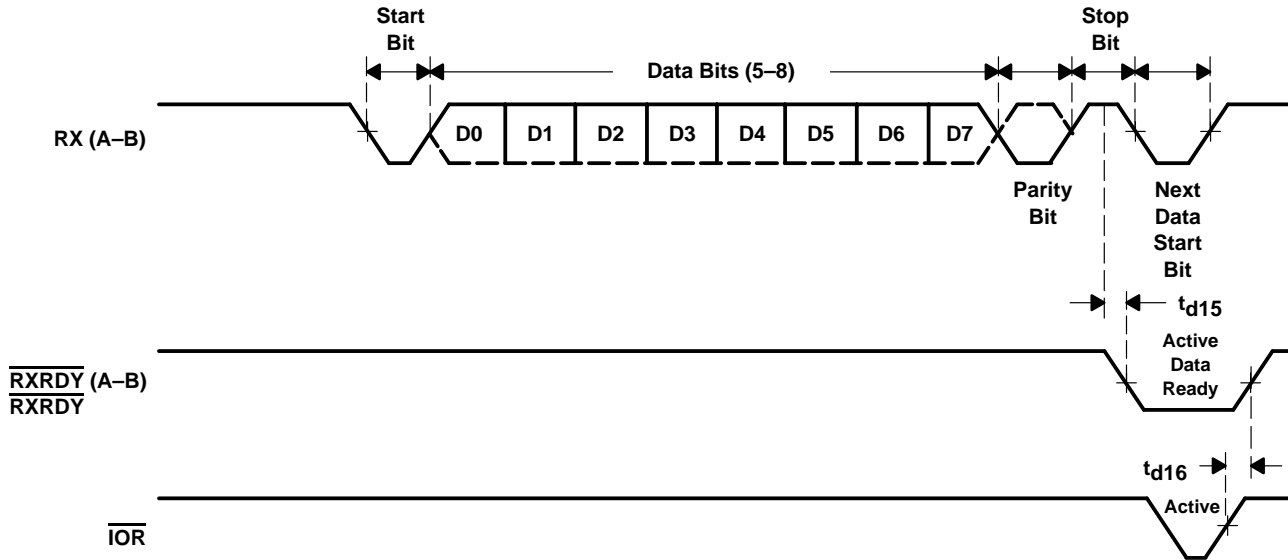 Start
Bit
Stop
Bit
Data Bits (5–8)
RX (A–B)
D0 D1 D2 D3 D4 D5 D6 D7
Parity
Bit
Next
Data
Start
Bit
td15
RXRDY (A–B)
RXRDY
Active
Data
Ready
td16
IOR
Active